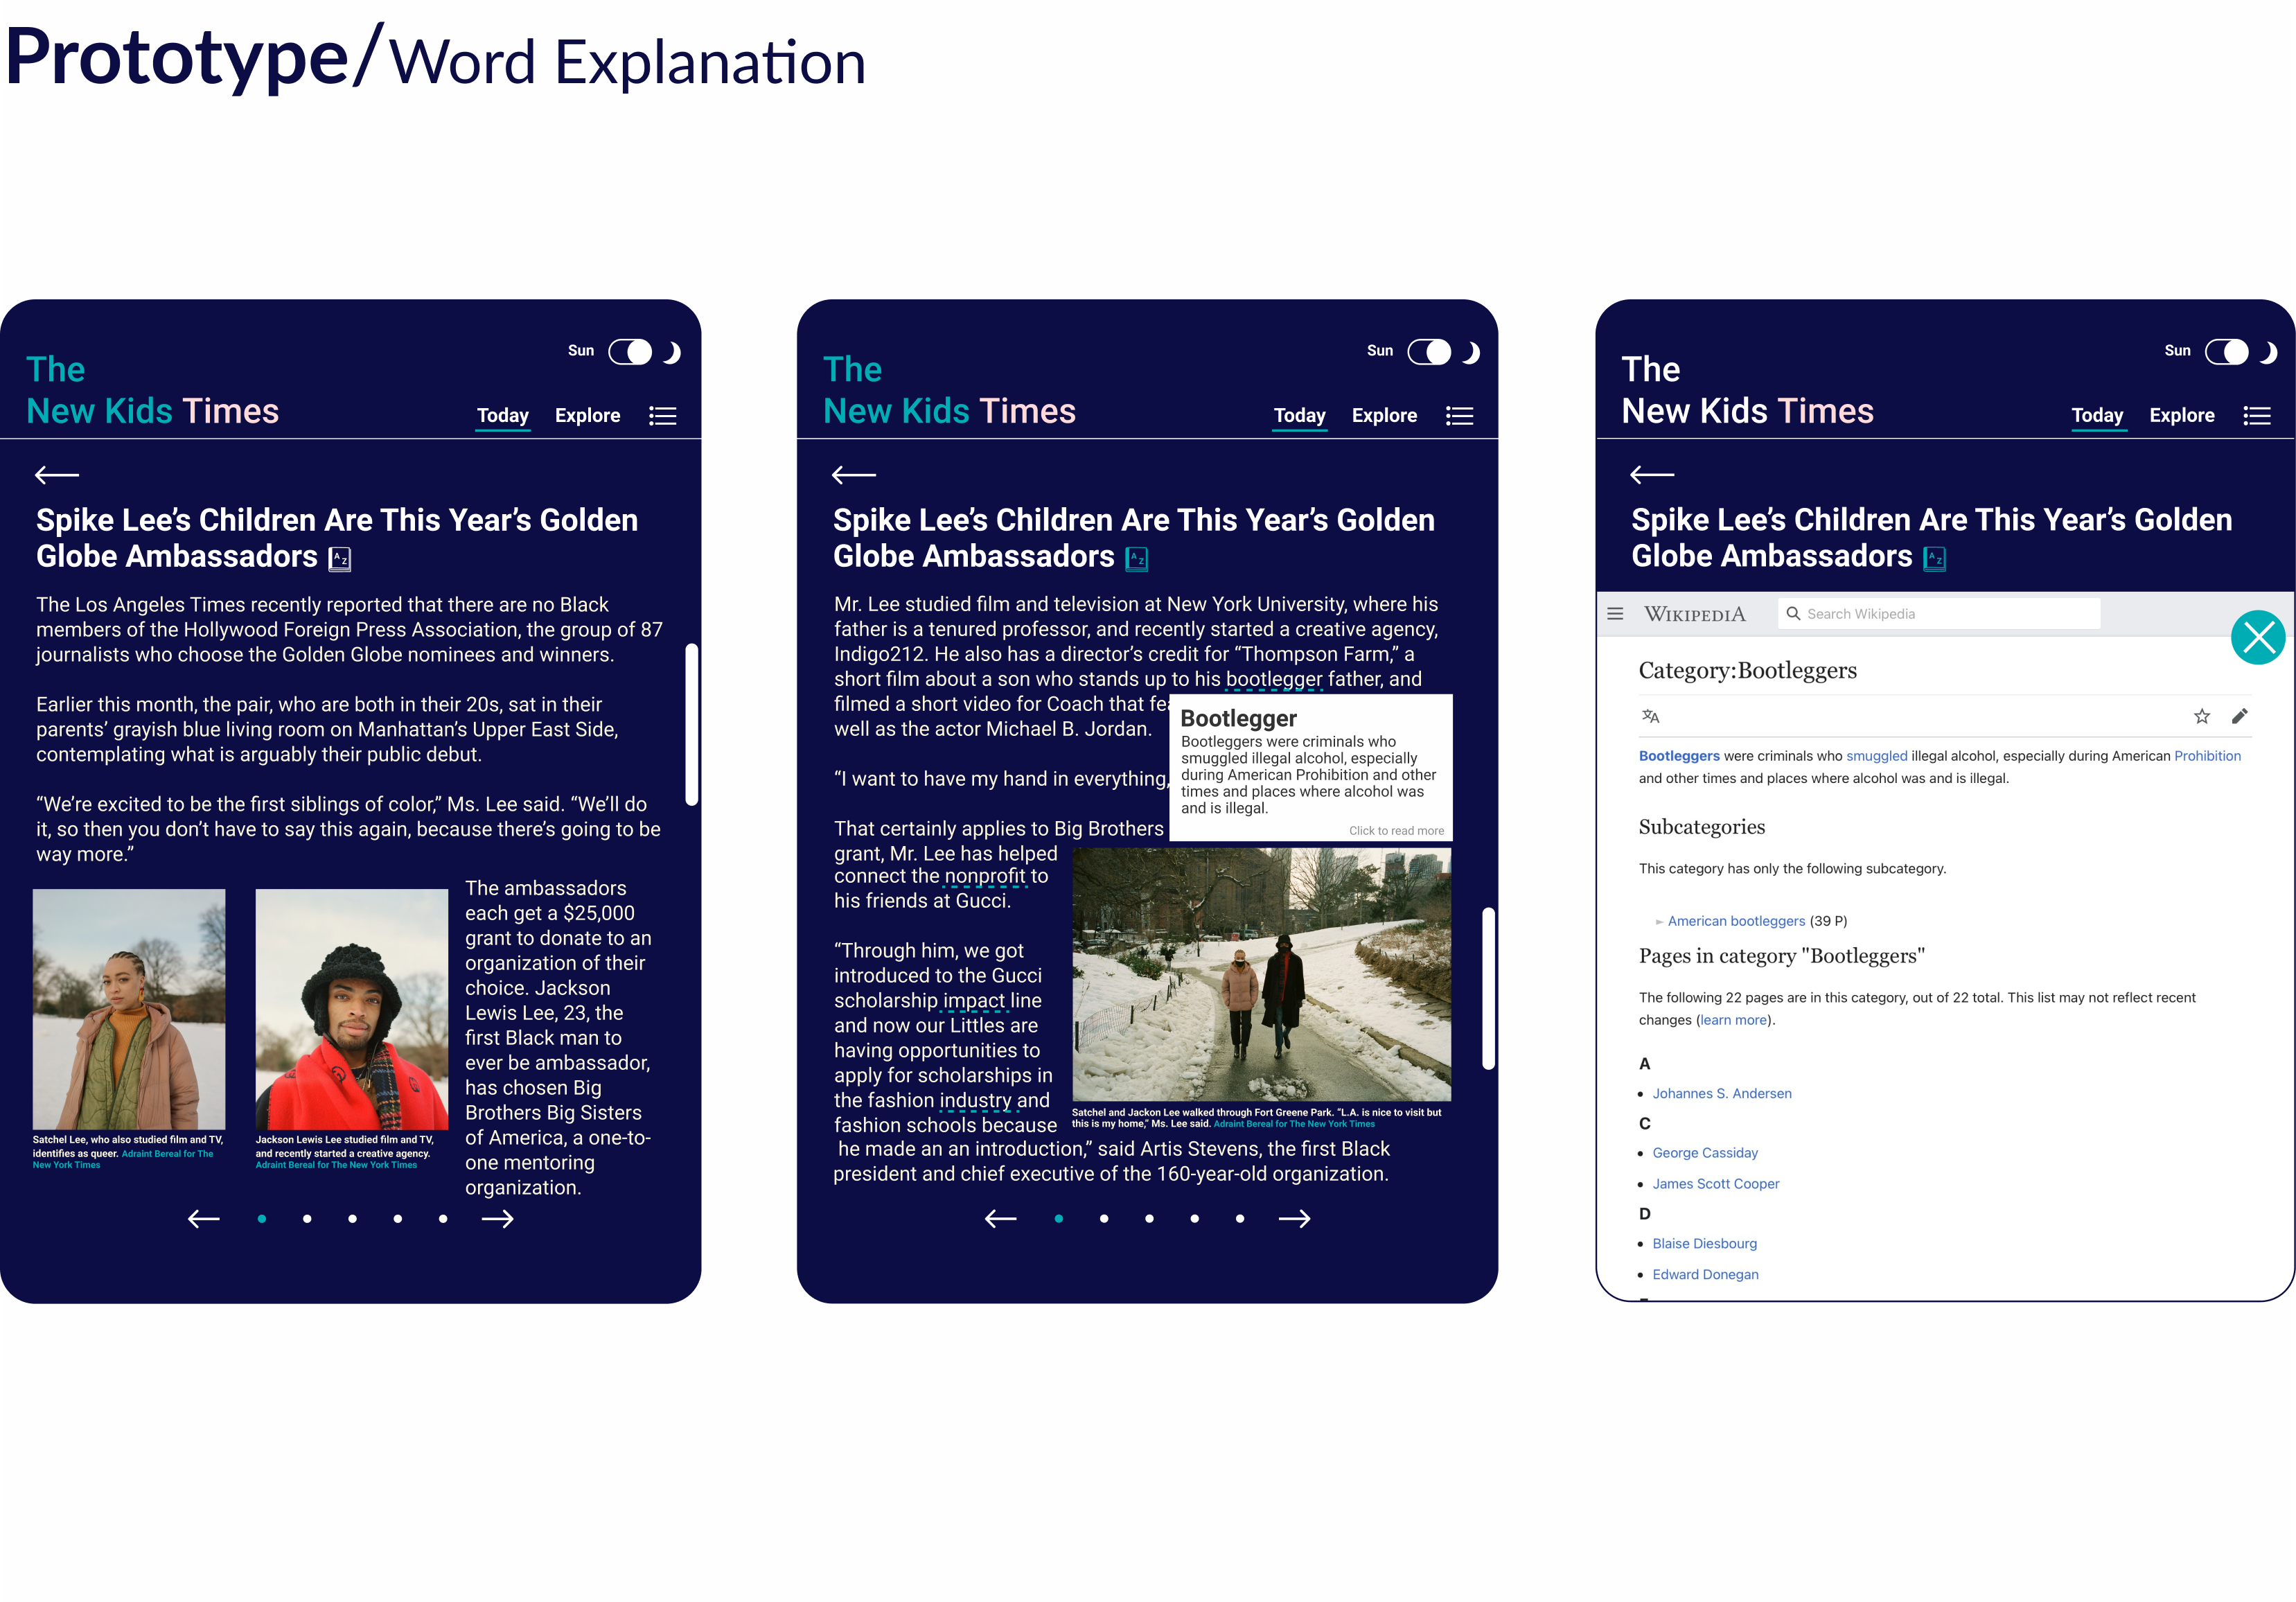 Prototype/Word Explanation
Sun
The
New Kids Times
Today Explore
Spike Lee’s Children Are This Year’s Golden
Globe Ambassadors
The Los Angeles Times recently reported that there are no Black
members of the Hollywood Foreign Press Association, the group of 87
journalists who choose the Golden Globe nominees and winners.
Earlier this month, the pair, who are both in their 20s, sat in their
parents’ grayish blue living room on Manhattan’s Upper East Side,
contemplating what is arguably their public debut.
“We’re excited to be the first siblings of color,” Ms. Lee said. “We’ll do
it, so then you don’t have to say this again, because there’s going to be
way more.”
The ambassadors
each get a $25,000
grant to donate to an
organization of their
choice. Jackson
Lewis Lee, 23, the
first Black man to
ever be ambassador,
has chosen Big
Brothers Big Sisters
of America, a one-to-
one mentoring
organization.
Satchel Lee, who also studied film and TV,
identifies as queer. Adraint Bereal for The
New York Times
Jackson Lewis Lee studied film and TV,
and recently started a creative agency.
Adraint Bereal for The New York Times
Sun
The
New Kids Times
Today Explore
Spike Lee’s Children Are This Year’s Golden
Globe Ambassadors
A Z
Mr. Lee studied film and television at New York University, where his
father is a tenured professor, and recently started a creative agency,
Indigo212. He also has a director’s credit for “Thompson Farm,” a
short film about a son who stands up to his bootlegger father, and
filmed a short video for Coach that fea
well as the actor Michael B. Jordan.
“I want to have my hand in everything,
That certainly applies to Big Brothers
grant, Mr. Lee has helped
connect the nonprofit to
his friends at Gucci.
“Through him, we got
introduced to the Gucci
scholarship impact line
and now our Littles are
having opportunities to
apply for scholarships in
the fashion industry and
fashion schools because
he made an an introduction,” said Artis Stevens, the first Black
president and chief executive of the 160-year-old organization.
Bootlegger
Bootleggers were criminals who
smuggled illegal alcohol, especially
during American Prohibition and other
times and places where alcohol was
and is illegal.
Click to read more
Satchel and Jackon Lee walked through Fort Greene Park. “L.A. is nice to visit but
this is my home,” Ms. Lee said. Adraint Bereal for The New York Times
Sun
The
New Kids Times
Today Explore
Spike Lee’s Children Are This Year’s Golden
Globe Ambassadors
A Z
WIKIPEDIA
Search Wikipedia
Category:Bootleggers
Bootleggers were criminals who smuggled illegal alcohol, especially during American Prohibition
and other times and places where alcohol was and is illegal.
Subcategories
This category has only the following subcategory.
► American bootleggers (39 P)
Pages in category "Bootleggers"
The following 22 pages are in this category, out of 22 total. This list may not reflect recent
changes (learn more).
A
• Johannes S. Andersen
C
• George Cassiday
• James Scott Cooper
D
• Blaise Diesbourg
• Edward Donegan